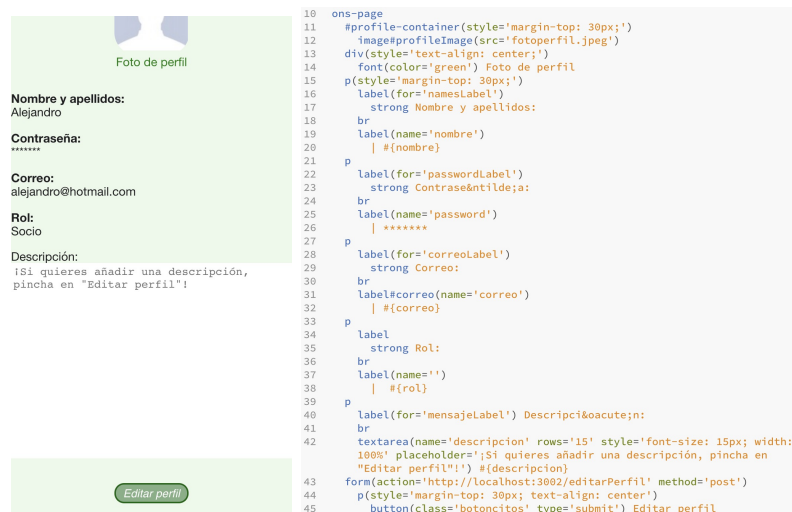 Foto de perfil
Nombre y apellidos:
Alejandro
Contraseña:
*******
Correo:
alejandro@hotmail.com
Rol:
Socio
Descripción:
¡Si quieres añadir una descripción,
pincha en "Editar perfil"!
Editar perfil
10 ons-page
11 #profile-container(style='margin-top: 30px;')
12 image#profileImage(src='fotoperfil.jpeg')
13 div(style='text-align: center;')
14 font(color='green') Foto de perfil
15 p(style='margin-top: 30px;')
16 label(for='namesLabel')
17 strong Nombre y apellidos:
18 br
19 label(name='nombre')
20 | #{nombre}
21 p
22 label(for='passwordLabel')
23 strong Contrase&ntilde;a:
24 br
25 label(name='password')
26 | *******
27 p
28 label(for='correoLabel')
29 strong Correo:
30 br
31 label#correo(name='correo')
32 | #{correo}
33 p
34 label
35 strong Rol:
36 br
37 label(name='')
38 | #{rol}
39 p
40 label(for='mensajeLabel') Descripci&oacute;n:
41 br
42 textarea(name='descripcion' rows='15' style='font-size: 15px; width:
100%' placeholder='¡Si quieres añadir una descripción, pincha en
"Editar perfil"!') #{descripcion}
43 form(action='http://localhost:3002/editarPerfil' method='post')
44 p(style='margin-top: 30px; text-align: center')
45 button(class='botoncitos' type='submit') Editar perfil